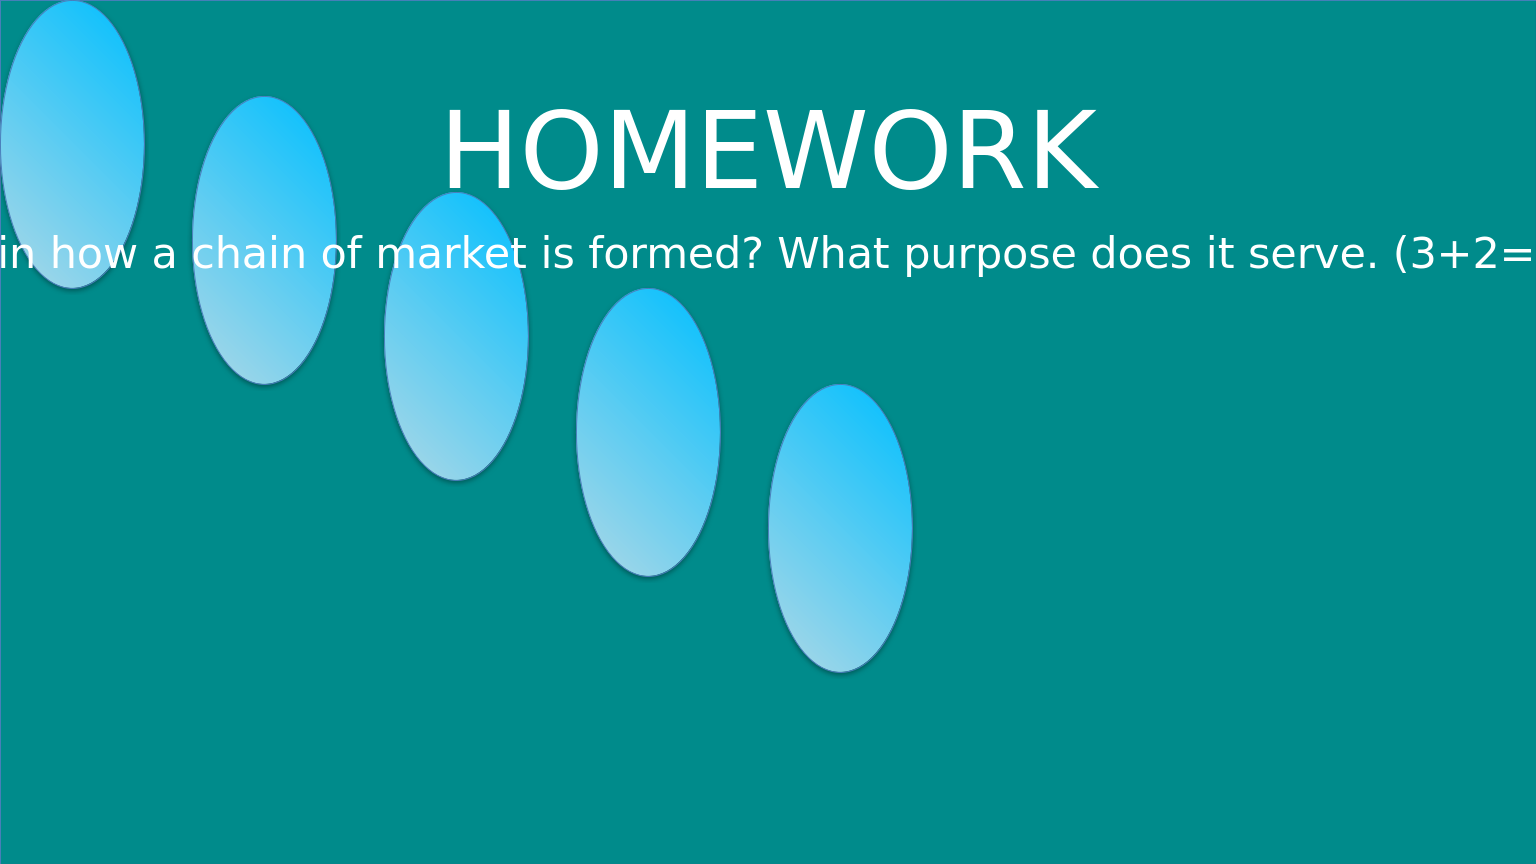 HOMEWORK
in how a chain of market is formed? What purpose does it serve. (3+2=